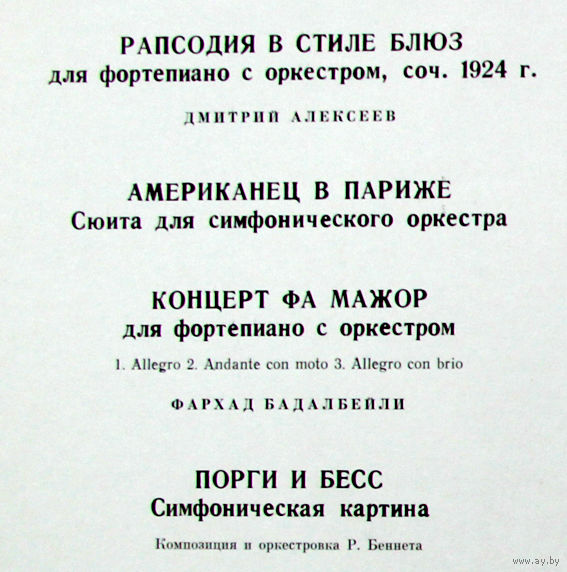 РАПСОДИЯ В СТИЛЕ БЛЮЗ
для фортепиано с оркестром, соч. 1924 г.
ДМИТРИЙ АЛЕКСЕЕВ
АМЕРИКАНЕЦ В ПАРИЖЕ
Сюита для симфонического оркестра
КОНЦЕРТ ФА МАЖОР
для фортепиано с оркестром
1. Allegro 2. Andante con moto 3. Allegro con brio
ФАРХАД БАДАЛБЕЙЛИ
ПОРГИ И БЕСС
Симфоническая картина
Композиция и оркестровка Р. Беннета
www.ay.by